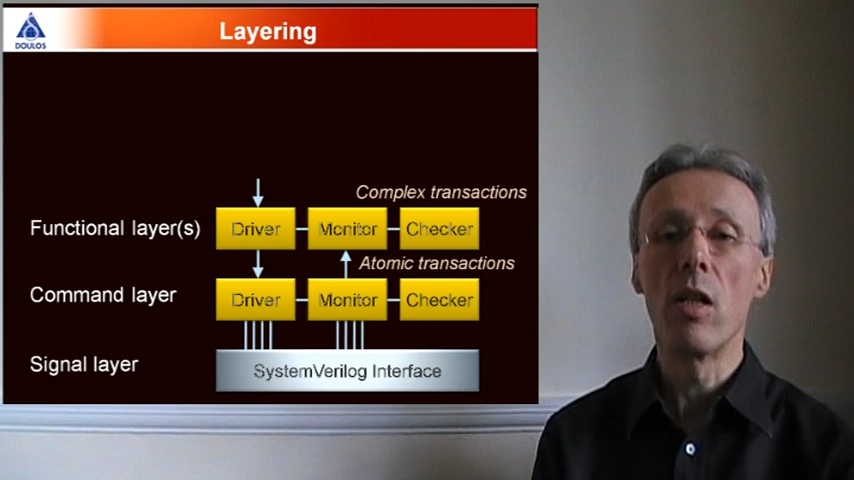 DOULOS
Layering
Complex transactions
Functional layer(s)
Driver
Monitor
Checker
Atomic transactions
Command layer
Driver
Monitor
Checker
Signal layer
SystemVerilog Interface